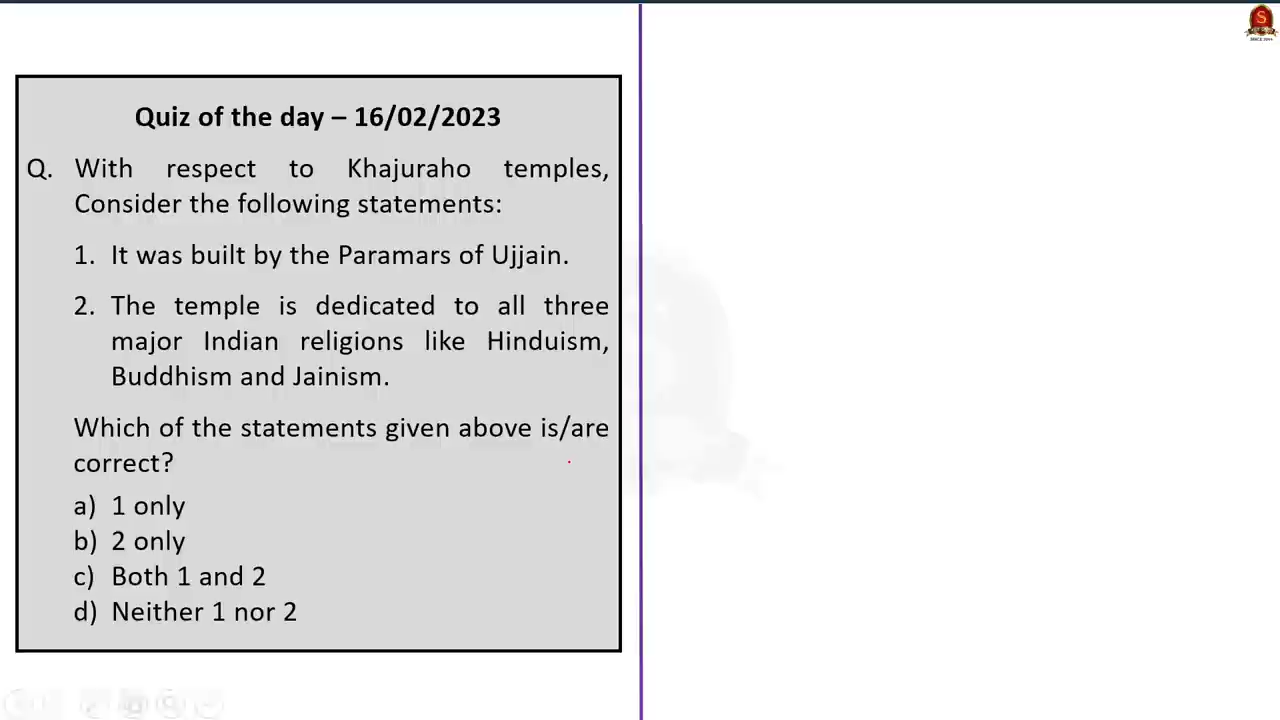 Quiz of the day – 16/02/2023
Q. With respect to Khajuraho temples,
Consider the following statements:
1. It was built by the Paramars of Ujjain.
2. The temple is dedicated to all three
major Indian religions like Hinduism,
Buddhism and Jainism.
Which of the statements given above is/are
correct?
a) 1 only
b) 2 only
c) Both 1 and 2
d) Neither 1 nor 2
S